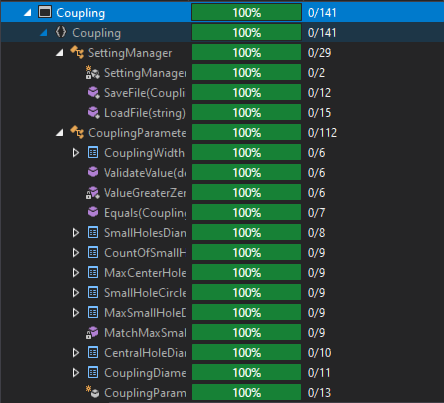 Coupling 100% 0/141
Coupling 100% 0/141
SettingManager 100% 0/29
SettingManager 100% 0/2
SaveFile(Coupli 100% 0/12
LoadFile(string) 100% 0/15
CouplingParamete 100% 0/112
CouplingWidth 100% 0/6
ValidateValue(do 100% 0/6
ValueGreaterZer 100% 0/6
Equals(Coupling 100% 0/7
SmallHolesDian 100% 0/8
CountOfSmallH 100% 0/9
MaxCenterHole 100% 0/9
SmallHoleCircle 100% 0/9
MaxSmallHoleD 100% 0/9
MatchMaxSmal 100% 0/9
CentralHoleDia 100% 0/10
CouplingDiame 100% 0/11
CouplingParam 100% 0/13